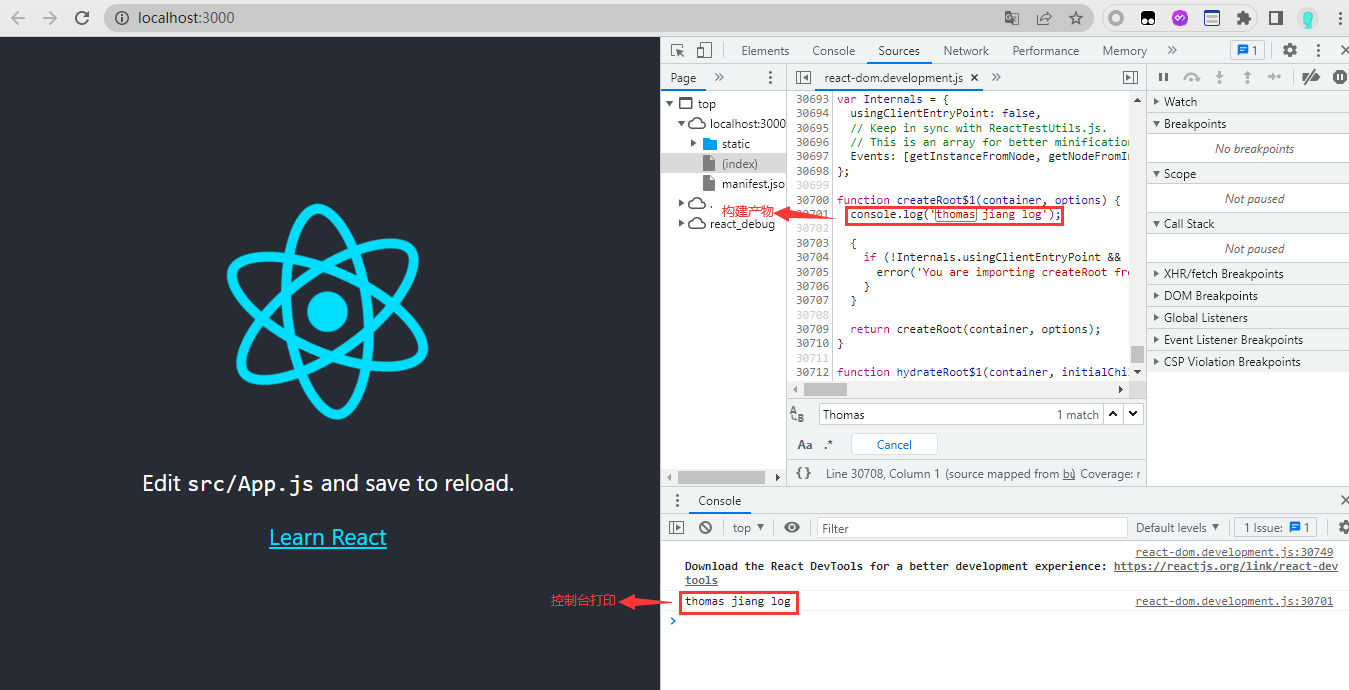 localhost:3000
Elements Console Sources Network Performance Memory 1
Page
react-dom.development.js
top
localhost:3000
static
(index)
manifest.jso
.
react_debug
构建产物
30693 var Internals = {
30694 usingClientEntryPoint: false,
30695 // Keep in sync with ReactTestUtils.js.
30696 // This is an array for better minification
30697 Events: [getInstanceFromNode, getNodeFromIn
30698 };
30699
30700 function createRoot$1(container, options) {
30701 console.log('thomas jiang log');
30702
30703 {
30704 if (!Internals.usingClientEntryPoint &&
30705 error('You are importing createRoot fro
30706 }
30707 }
30708
30709 return createRoot(container, options);
30710 }
30711
30712 function hydrateRoot$1(container, initialChil
Thomas 1 match
Aa .* Cancel
{} Line 30708, Column 1 (source mapped from bu) Coverage: n
Watch
Breakpoints
No breakpoints
Scope
Not paused
Call Stack
Not paused
XHR/fetch Breakpoints
DOM Breakpoints
Global Listeners
Event Listener Breakpoints
CSP Violation Breakpoints
Edit src/App.js and save to reload.
Learn React
Console
top Filter Default levels 1 Issue: 1
react-dom.development.js:30749
Download the React DevTools for a better development experience: https://reactjs.org/link/react-dev
tools
控制台打印
thomas jiang log react-dom.development.js:30701